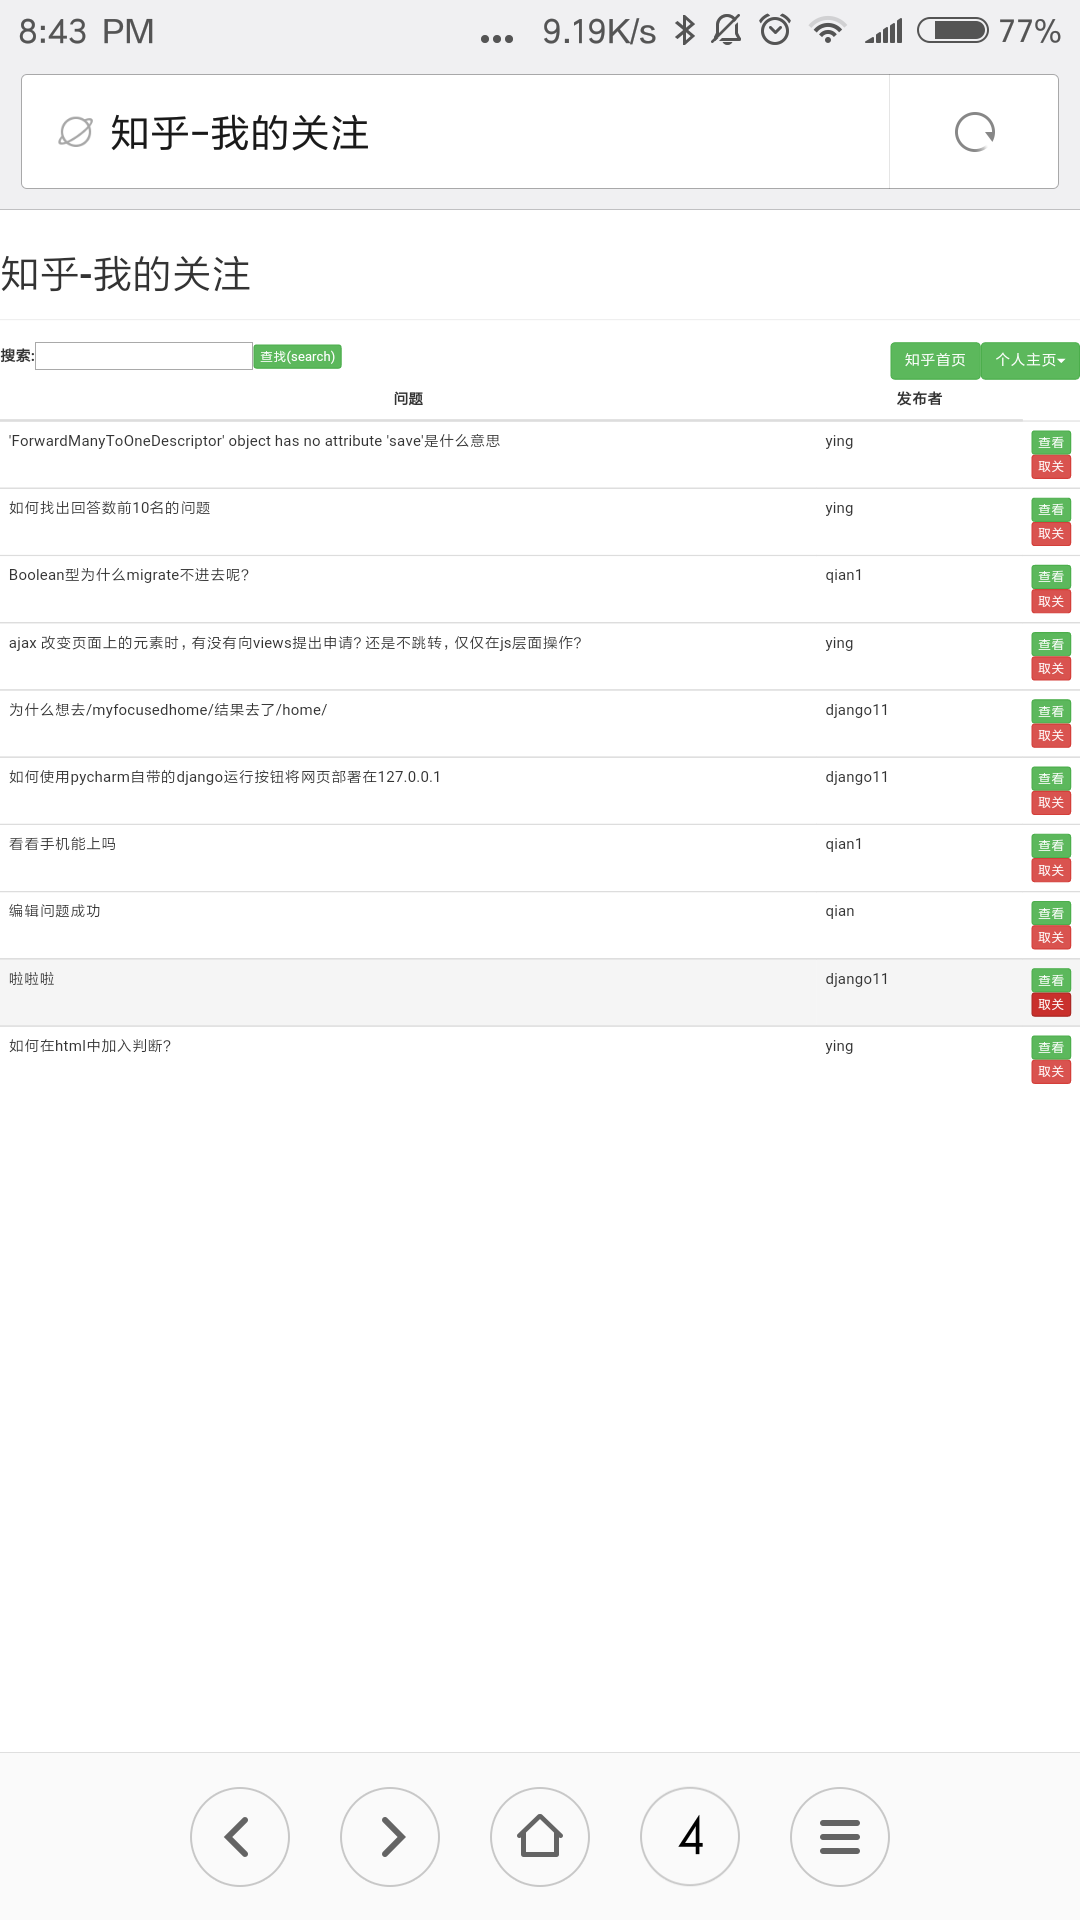 8:43 PM ... 9.19K/s 77%
知乎-我的关注
知乎-我的关注
搜索: 查找(search) 知乎首页 个人主页
问题 发布者
'ForwardManyToOneDescriptor' object has no attribute 'save'是什么意思 ying 查看
取关
如何找出回答数前10名的问题 ying 查看
取关
Boolean型为什么migrate不进去呢? qian1 查看
取关
ajax 改变页面上的元素时，有没有向views提出申请? 还是不跳转，仅仅在js层面操作? ying 查看
取关
为什么想去/myfocusedhome/结果去了/home/ django11 查看
取关
如何使用pycharm自带的django运行按钮将网页部署在127.0.0.1 django11 查看
取关
看看手机能上吗 qian1 查看
取关
编辑问题成功 qian 查看
取关
啦啦啦 django11 查看
取关
如何在html中加入判断? ying 查看
取关
4